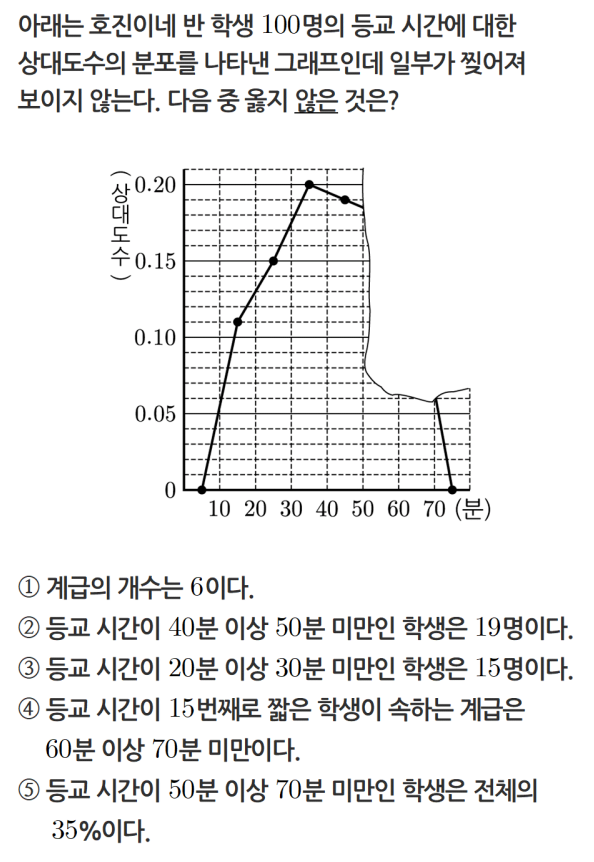 아래는 호진이네 반 학생 100명의 등교 시간에 대한
상대도수의 분포를 나타낸 그래프인데 일부가 찢어져
보이지 않는다. 다음 중 옳지 않은 것은?
(상대도수)
0.20
0.15
0.10
0.05
0
10 20 30 40 50 60 70 (분)
① 계급의 개수는 6이다.
② 등교 시간이 40분 이상 50분 미만인 학생은 19명이다.
③ 등교 시간이 20분 이상 30분 미만인 학생은 15명이다.
④ 등교 시간이 15번째로 짧은 학생이 속하는 계급은
60분 이상 70분 미만이다.
⑤ 등교 시간이 50분 이상 70분 미만인 학생은 전체의
35%이다.